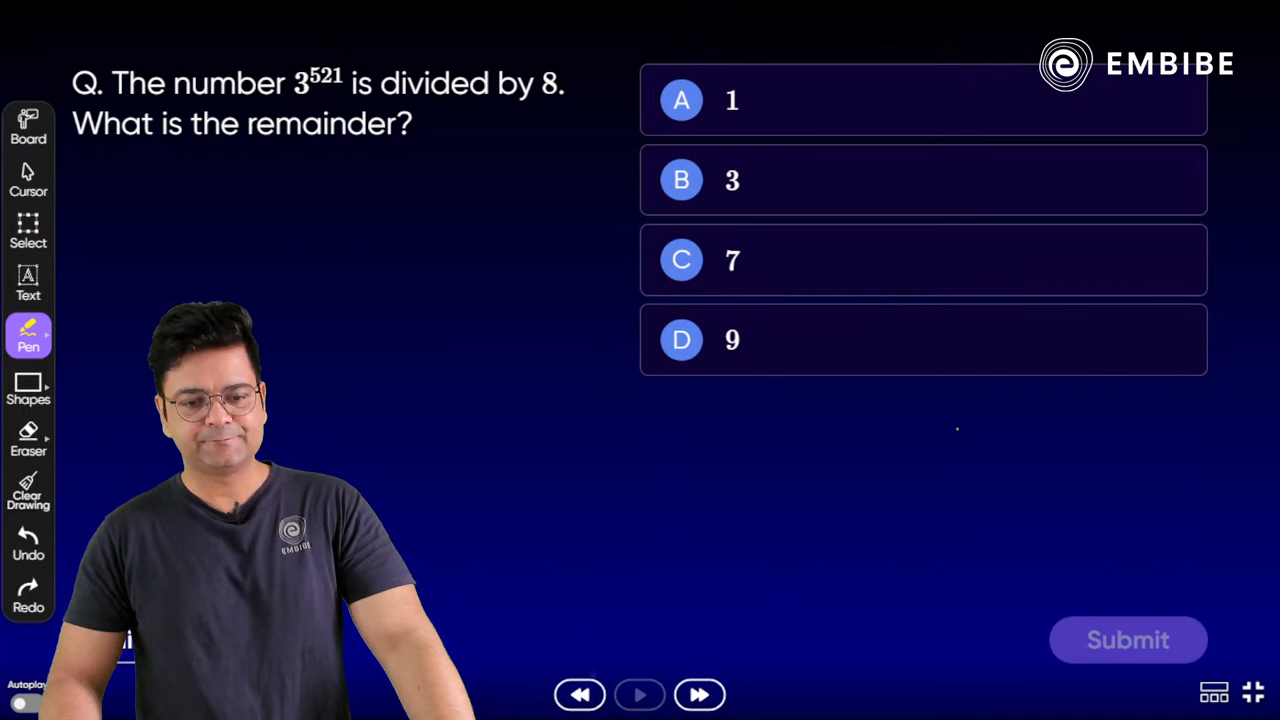 EMBIBE
Q. The number 3^521 is divided by 8.
What is the remainder?
A 1
B 3
C 7
D 9
Board
Cursor
Select
A
Text
Pen
Shapes
Eraser
Clear
Drawing
Undo
Redo
EMBIBE
Autoplay
Submit